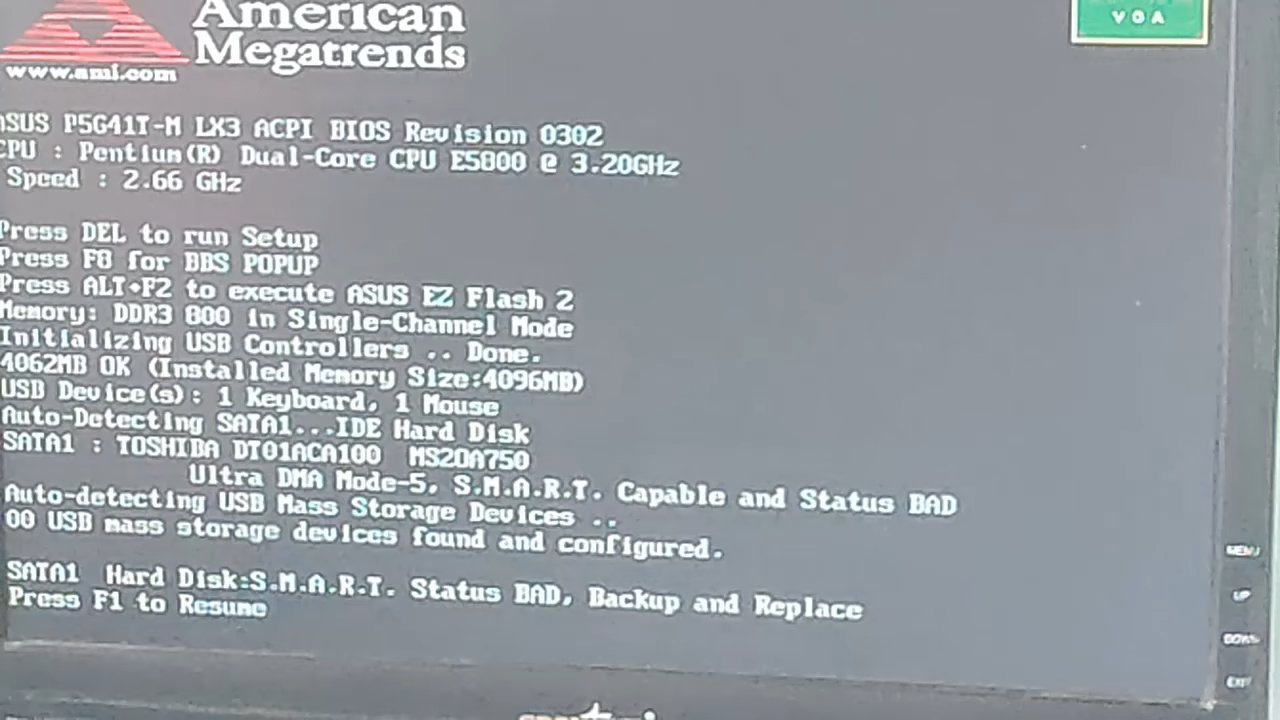 American
Megatrends
www.ami.com
VGA
ASUS P5G41T-M LX3 ACPI BIOS Revision 0302
CPU : Pentium(R) Dual-Core CPU E5800 @ 3.20GHz
Speed : 2.66 GHz
Press DEL to run Setup
Press F8 for BBS POPUP
Press ALT+F2 to execute ASUS EZ Flash 2
Memory: DDR3 800 in Single-Channel Mode
Initializing USB Controllers .. Done.
4062MB OK (Installed Memory Size:4096MB)
USB Device(s): 1 Keyboard, 1 Mouse
Auto-Detecting SATA1...IDE Hard Disk
SATA1 : TOSHIBA DT01ACA100 MS2OA750
Ultra DMA Mode-5, S.M.A.R.T. Capable and Status BAD
Auto-detecting USB Mass Storage Devices ..
00 USB mass storage devices found and configured.
SATA1 Hard Disk:S.M.A.R.T. Status BAD, Backup and Replace
Press F1 to Resume
MENU
UP
DOWN
EXIT